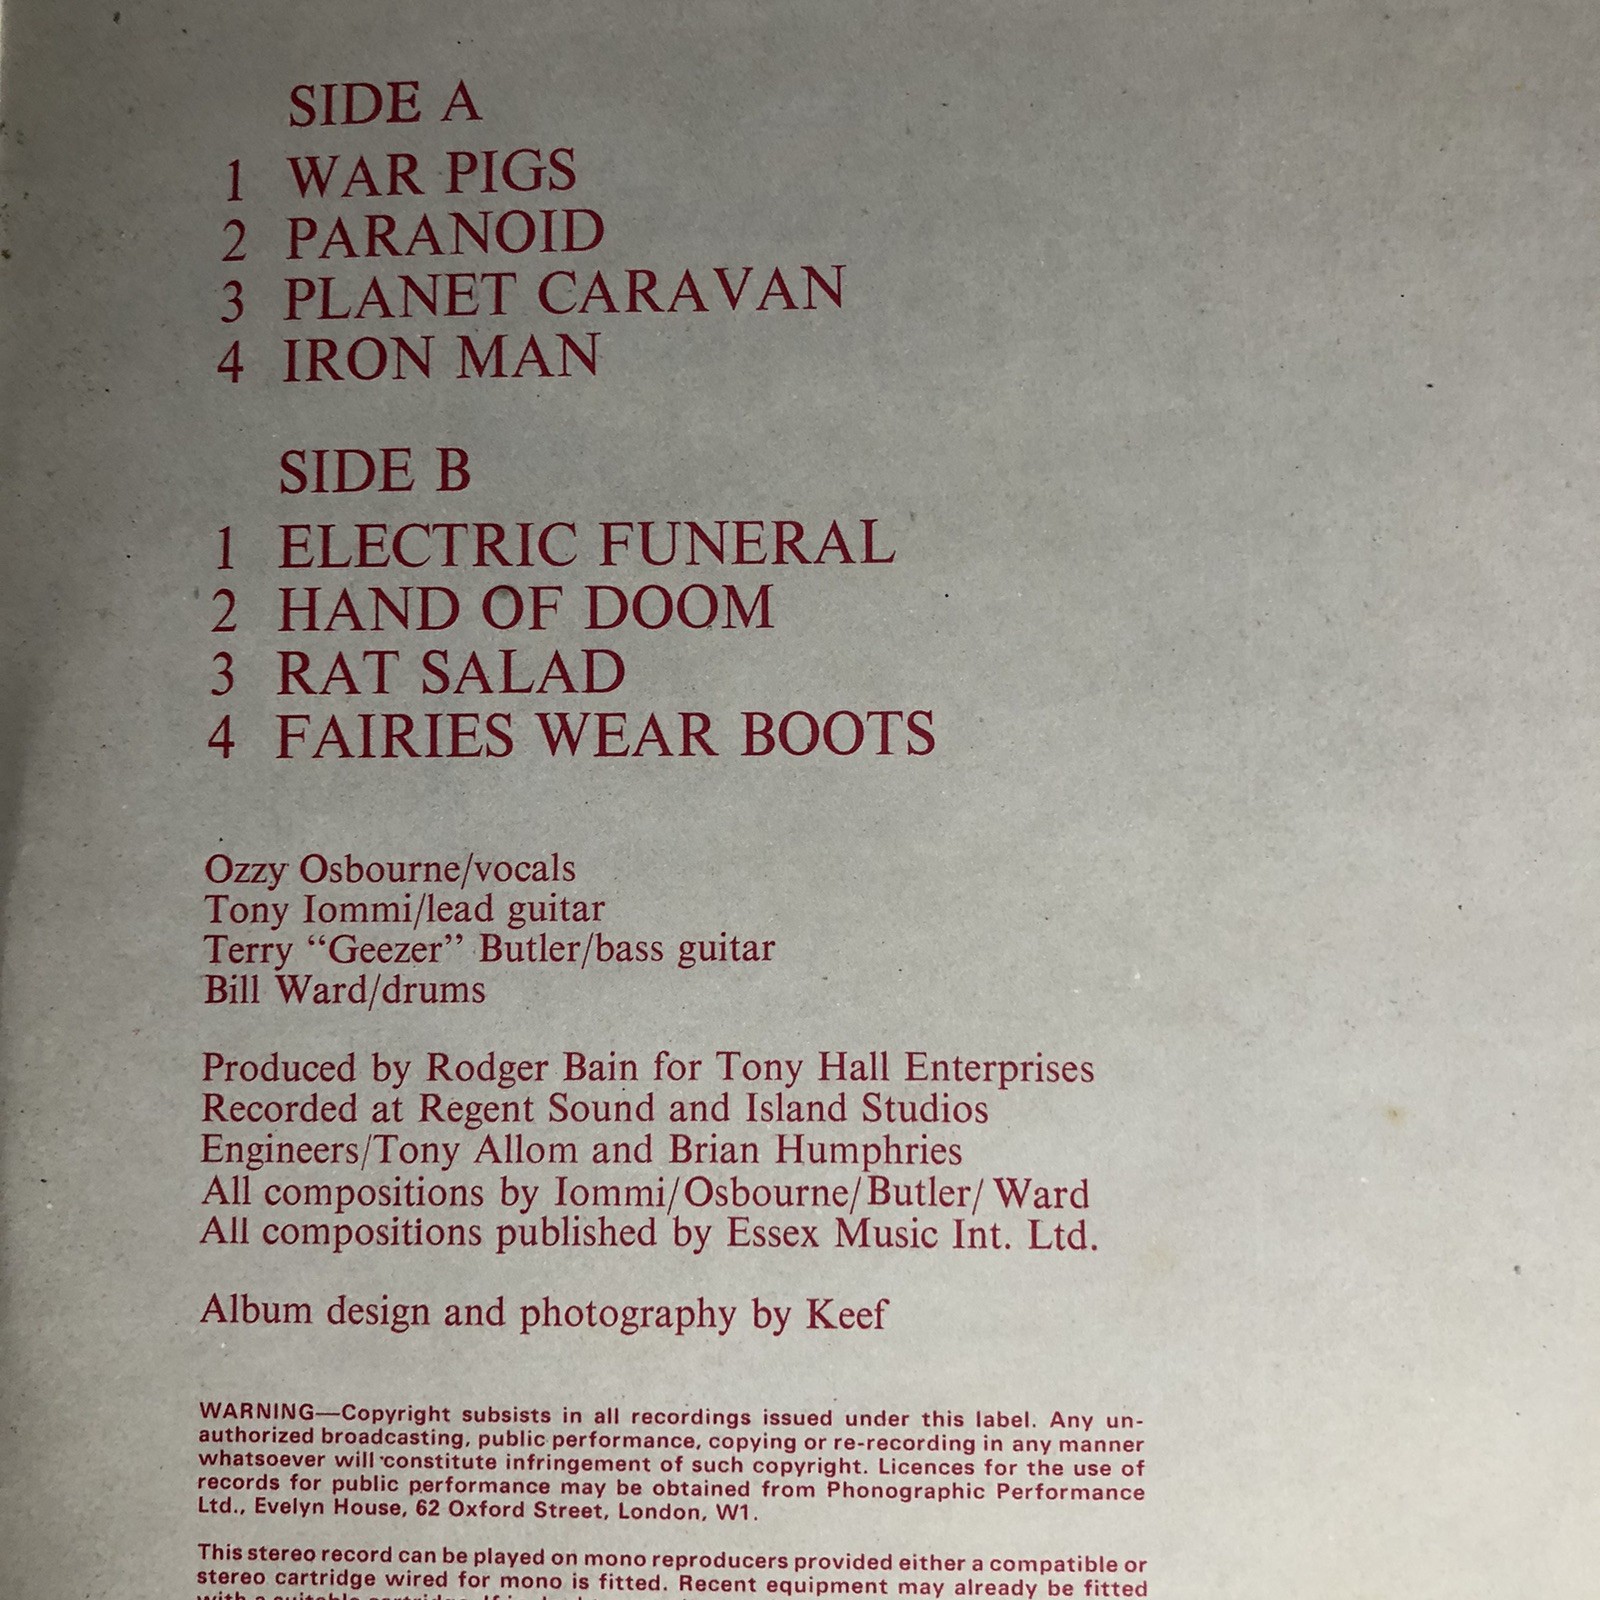 SIDE A
1 WAR PIGS
2 PARANOID
3 PLANET CARAVAN
4 IRON MAN
SIDE B
1 ELECTRIC FUNERAL
2 HAND OF DOOM
3 RAT SALAD
4 FAIRIES WEAR BOOTS
Ozzy Osbourne/vocals
Tony Iommi/lead guitar
Terry “Geezer” Butler/bass guitar
Bill Ward/drums
Produced by Rodger Bain for Tony Hall Enterprises
Recorded at Regent Sound and Island Studios
Engineers/Tony Allom and Brian Humphries
All compositions by Iommi/Osbourne/Butler/ Ward
All compositions published by Essex Music Int. Ltd.
Album design and photography by Keef
WARNING—Copyright subsists in all recordings issued under this label. Any un-
authorized broadcasting, public performance, copying or re-recording in any manner
whatsoever will constitute infringement of such copyright. Licences for the use of
records for public performance may be obtained from Phonographic Performance
Ltd., Evelyn House, 62 Oxford Street, London, W1.
This stereo record can be played on mono reproducers provided either a compatible or
stereo cartridge wired for mono is fitted. Recent equipment may already be fitted
with a suitable cartridge. If